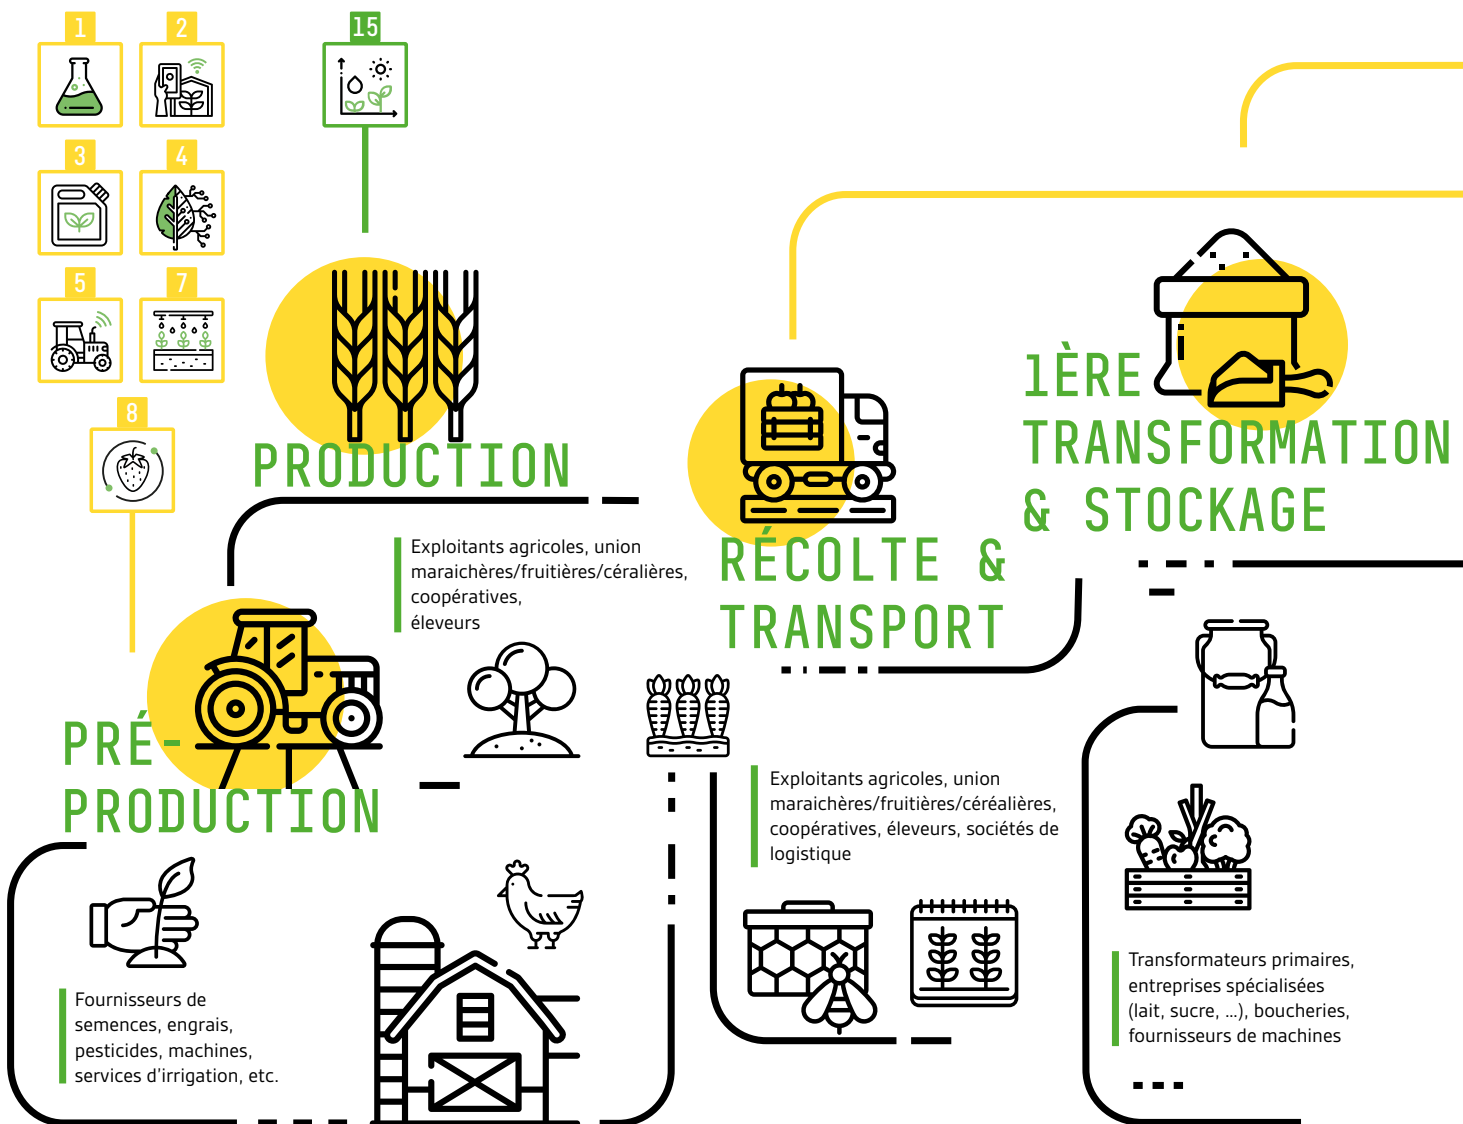 1
2
15
3
4
5
7
8
PRODUCTION
Exploitants agricoles, union
maraichères/fruitières/céralières,
coopératives,
éleveurs
PRÉ-
PRODUCTION
Fournisseurs de
semences, engrais,
pesticides, machines,
services d'irrigation, etc.
RÉCOLTE &
TRANSPORT
Exploitants agricoles, union
maraichères/fruitières/céréalières,
coopératives, éleveurs, sociétés de
logistique
1ÈRE
TRANSFORMATION
& STOCKAGE
Transformateurs primaires,
entreprises spécialisées
(lait, sucre, ...), boucheries,
fournisseurs de machines